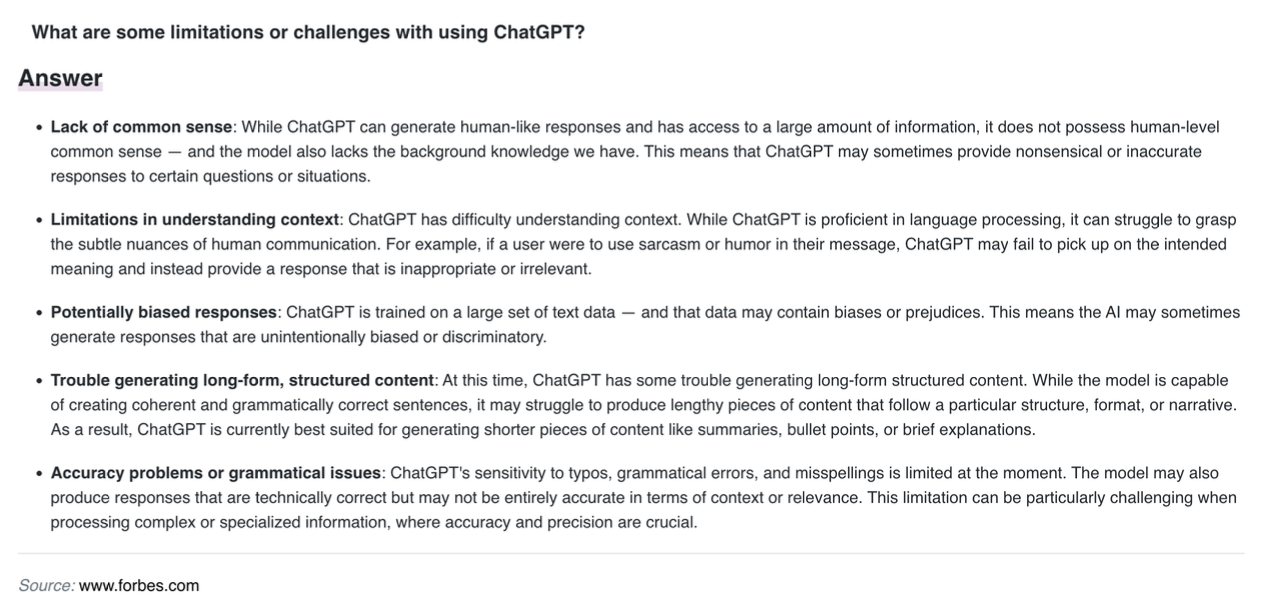 What are some limitations or challenges with using ChatGPT?
Answer
• Lack of common sense: While ChatGPT can generate human-like responses and has access to a large amount of information, it does not possess human-level
common sense — and the model also lacks the background knowledge we have. This means that ChatGPT may sometimes provide nonsensical or inaccurate
responses to certain questions or situations.
• Limitations in understanding context: ChatGPT has difficulty understanding context. While ChatGPT is proficient in language processing, it can struggle to grasp
the subtle nuances of human communication. For example, if a user were to use sarcasm or humor in their message, ChatGPT may fail to pick up on the intended
meaning and instead provide a response that is inappropriate or irrelevant.
• Potentially biased responses: ChatGPT is trained on a large set of text data — and that data may contain biases or prejudices. This means the AI may sometimes
generate responses that are unintentionally biased or discriminatory.
• Trouble generating long-form, structured content: At this time, ChatGPT has some trouble generating long-form structured content. While the model is capable
of creating coherent and grammatically correct sentences, it may struggle to produce lengthy pieces of content that follow a particular structure, format, or narrative.
As a result, ChatGPT is currently best suited for generating shorter pieces of content like summaries, bullet points, or brief explanations.
• Accuracy problems or grammatical issues: ChatGPT's sensitivity to typos, grammatical errors, and misspellings is limited at the moment. The model may also
produce responses that are technically correct but may not be entirely accurate in terms of context or relevance. This limitation can be particularly challenging when
processing complex or specialized information, where accuracy and precision are crucial.
Source: www.forbes.com